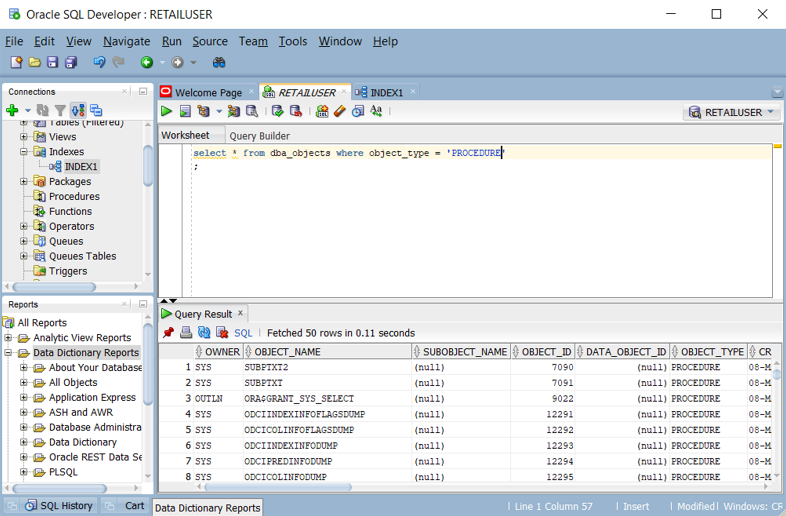 Oracle SQL Developer : RETAILUSER
File Edit View Navigate Run Source Team Tools Window Help
Connections
Tables (Filtered)
Views
Indexes
INDEX1
Packages
Procedures
Functions
Operators
Queues
Queues Tables
Triggers
Reports
All Reports
Analytic View Reports
Data Dictionary Reports
About Your Database
All Objects
Application Express
ASH and AWR
Database Administra
Data Dictionary
Oracle REST Data Se
PLSQL
SQL History Cart Data Dictionary Reports
Welcome Page RETAILUSER INDEX1
RETAILUSER
Worksheet Query Builder
select * from dba_objects where object_type = 'PROCEDURE'
;
Query Result
SQL | Fetched 50 rows in 0.11 seconds
OWNER OBJECT_NAME SUBOBJECT_NAME OBJECT_ID DATA_OBJECT_ID OBJECT_TYPE CR
1 SYS SUBPTXT2 (null) 7090 (null) PROCEDURE 08-M
2 SYS SUBPTXT (null) 7091 (null) PROCEDURE 08-M
3 OUTLN ORA$GRANT_SYS_SELECT (null) 9022 (null) PROCEDURE 08-M
4 SYS ODCIINDEXINFOFLAGSDUMP (null) 12291 (null) PROCEDURE 08-M
5 SYS ODCICOLINFOFLAGSDUMP (null) 12292 (null) PROCEDURE 08-M
6 SYS ODCIINDEXINFODUMP (null) 12293 (null) PROCEDURE 08-M
7 SYS ODCIPREDINFODUMP (null) 12294 (null) PROCEDURE 08-M
8 SYS ODCICOLINFODUMP (null) 12295 (null) PROCEDURE 08-M
Line 1 Column 57 | Insert | Modified | Windows: CR